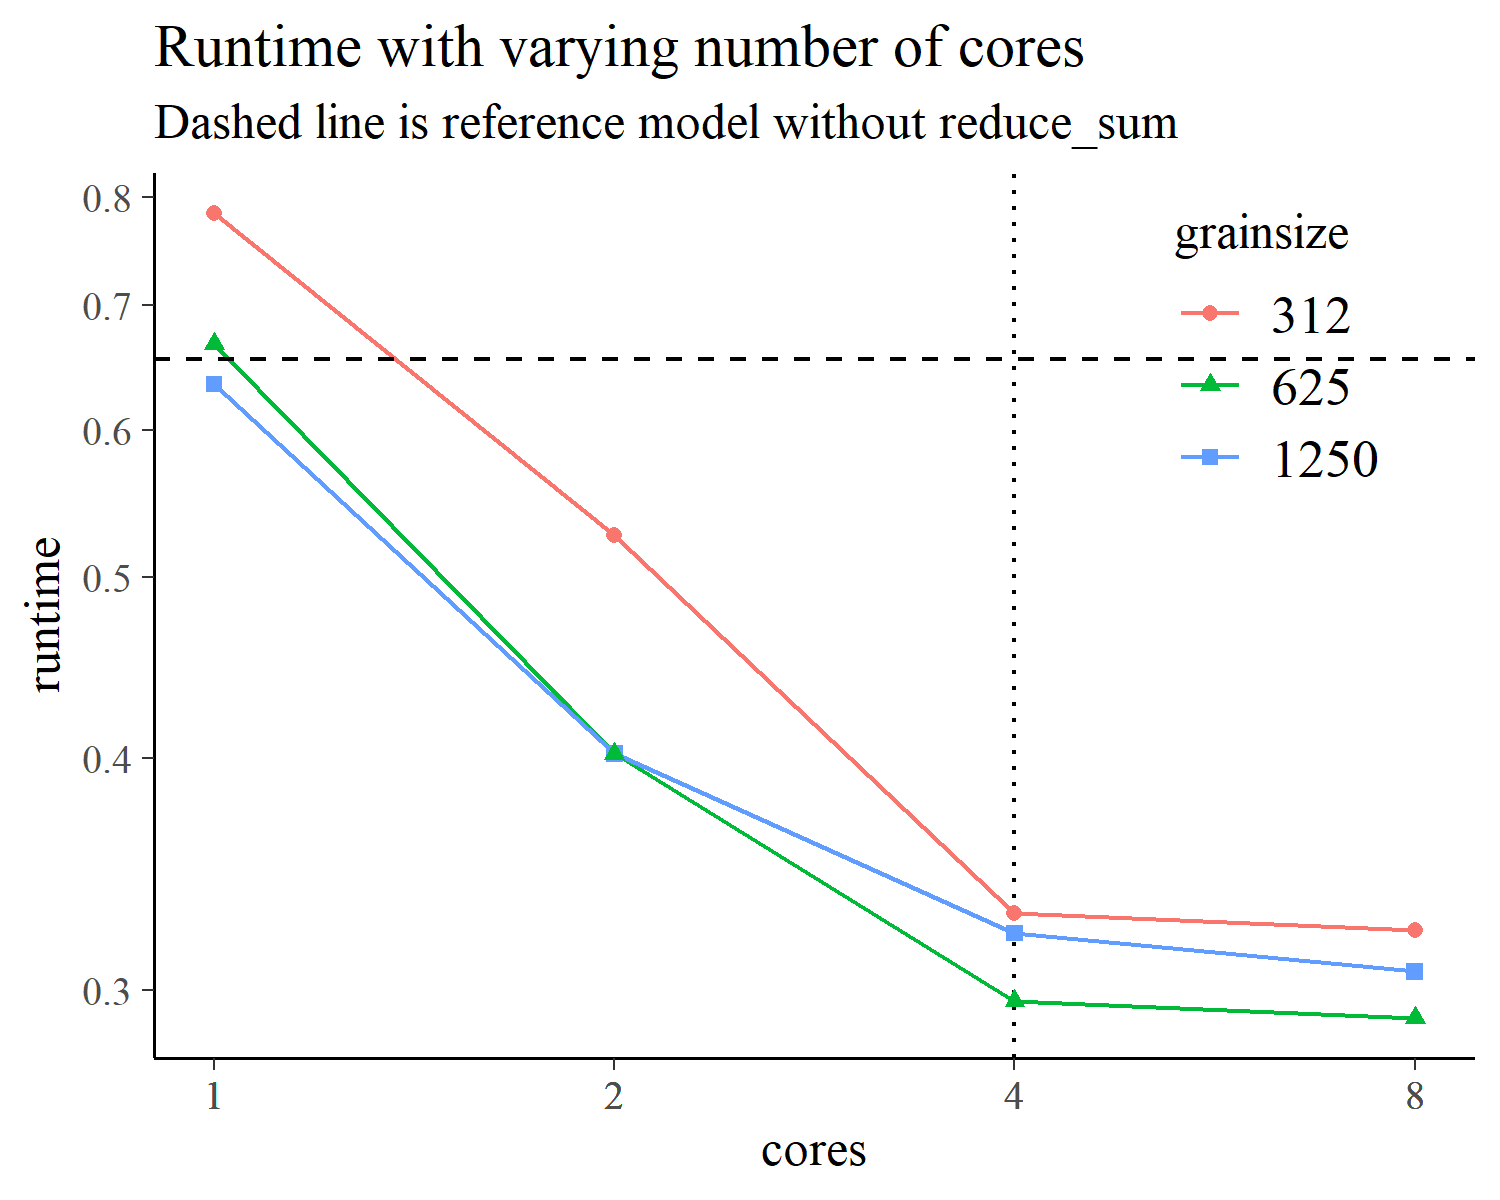 Runtime with varying number of cores
Dashed line is reference model without reduce_sum
0.8
0.7
0.6
0.5
0.4
0.3
runtime
grainsize
312
625
1250
1 2 4 8
cores